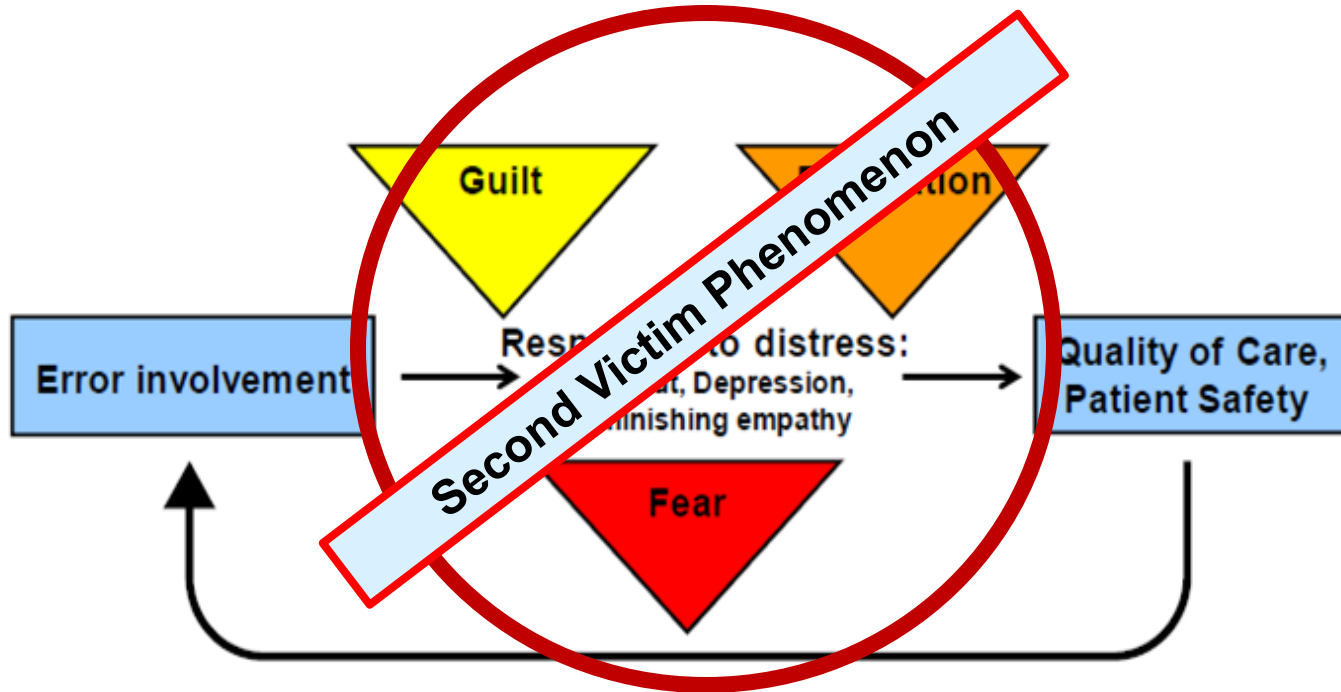 Guilt
Second Victim Phenomenon
Error involvement
to distress:
Depression,
empathy
Quality of Care,
Patient Safety
Fear